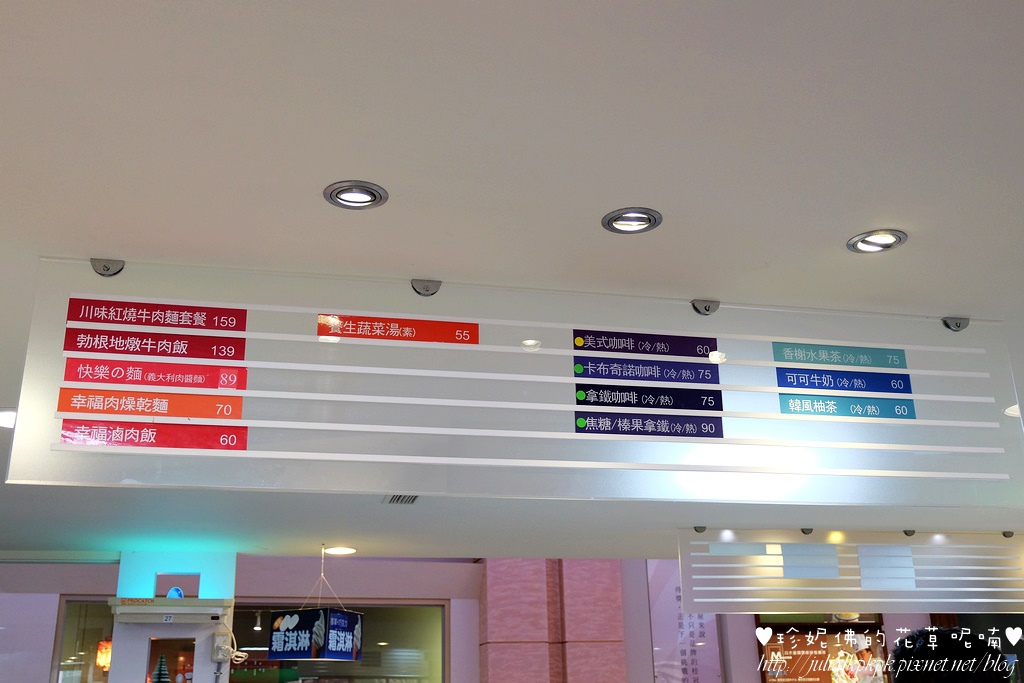 川味紅燒牛肉麵套餐 159
勃根地燉牛肉飯 139
快樂の麵(義大利肉醬麵) 89
幸福肉燥乾麵 70
幸福滷肉飯 60
養生蔬菜湯(素) 55
美式咖啡(冷/熱) 60
卡布奇諾咖啡(冷/熱) 75
拿鐵咖啡(冷/熱) 75
焦糖/榛果拿鐵(冷/熱) 90
香榭水果茶(冷/熱) 75
可可牛奶(冷/熱) 60
韓風柚茶 (冷/熱) 60
27
霜淇淋
霜淇淋
♥珍妮佛的花草呢喃♥